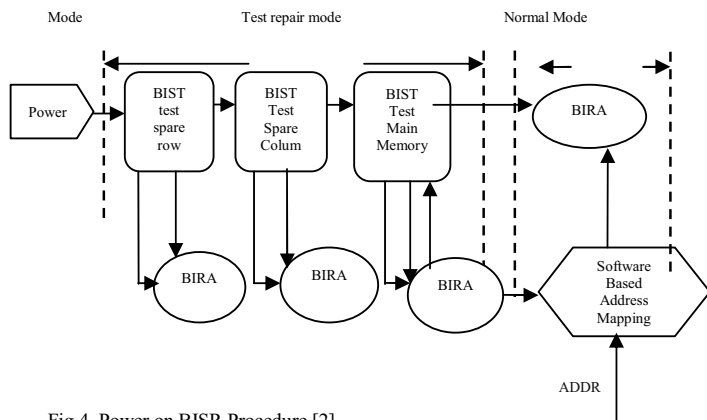 Mode
Test repair mode
Normal Mode
Power
BIST
test
spare
row
BIST
Test
Spare
Colum
BIST
Test
Main
Memory
BIRA
BIRA
BIRA
BIRA
Software
Based
Address
Mapping
ADDR
Fig 4. Power on BISR Procedure [2]